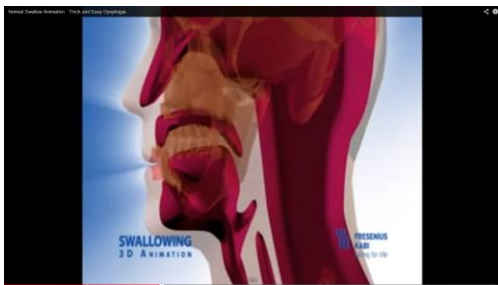 Normal Swallow Animation - Thick and Easy Dysphagia
SWALLOWING
3D ANIMATION
FRESENIUS
KABI
caring for life